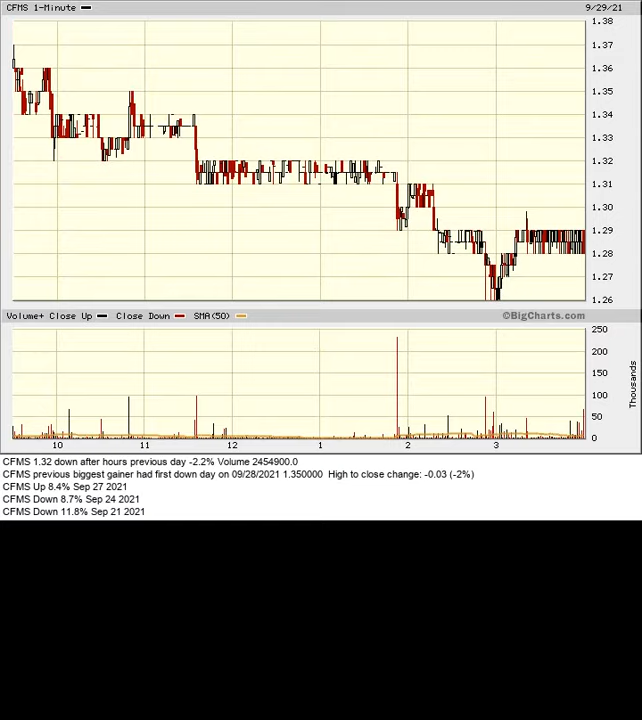 CFMS 1-Minute 9/29/21
1.38
1.37
1.36
1.35
1.34
1.33
1.32
1.31
1.30
1.29
1.28
1.27
1.26
Volume+ Close Up Close Down SMA(50) ©BigCharts.com
250
200
150
100
50
0
Thousands
10 11 12 1 2 3
CFMS 1.32 down after hours previous day -2.2% Volume 2454900.0
CFMS previous biggest gainer had first down day on 09/28/2021 1.350000 High to close change: -0.03 (-2%)
CFMS Up 8.4% Sep 27 2021
CFMS Down 8.7% Sep 24 2021
CFMS Down 11.8% Sep 21 2021